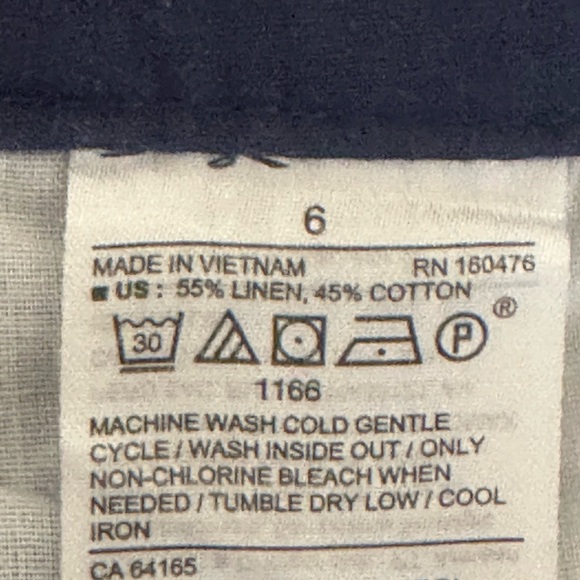 6
MADE IN VIETNAM RN 160476
US: 55% LINEN, 45% COTTON
30 P ®
1166
MACHINE WASH COLD GENTLE
CYCLE / WASH INSIDE OUT / ONLY
NON-CHLORINE BLEACH WHEN
NEEDED / TUMBLE DRY LOW / COOL
IRON
CA 64165